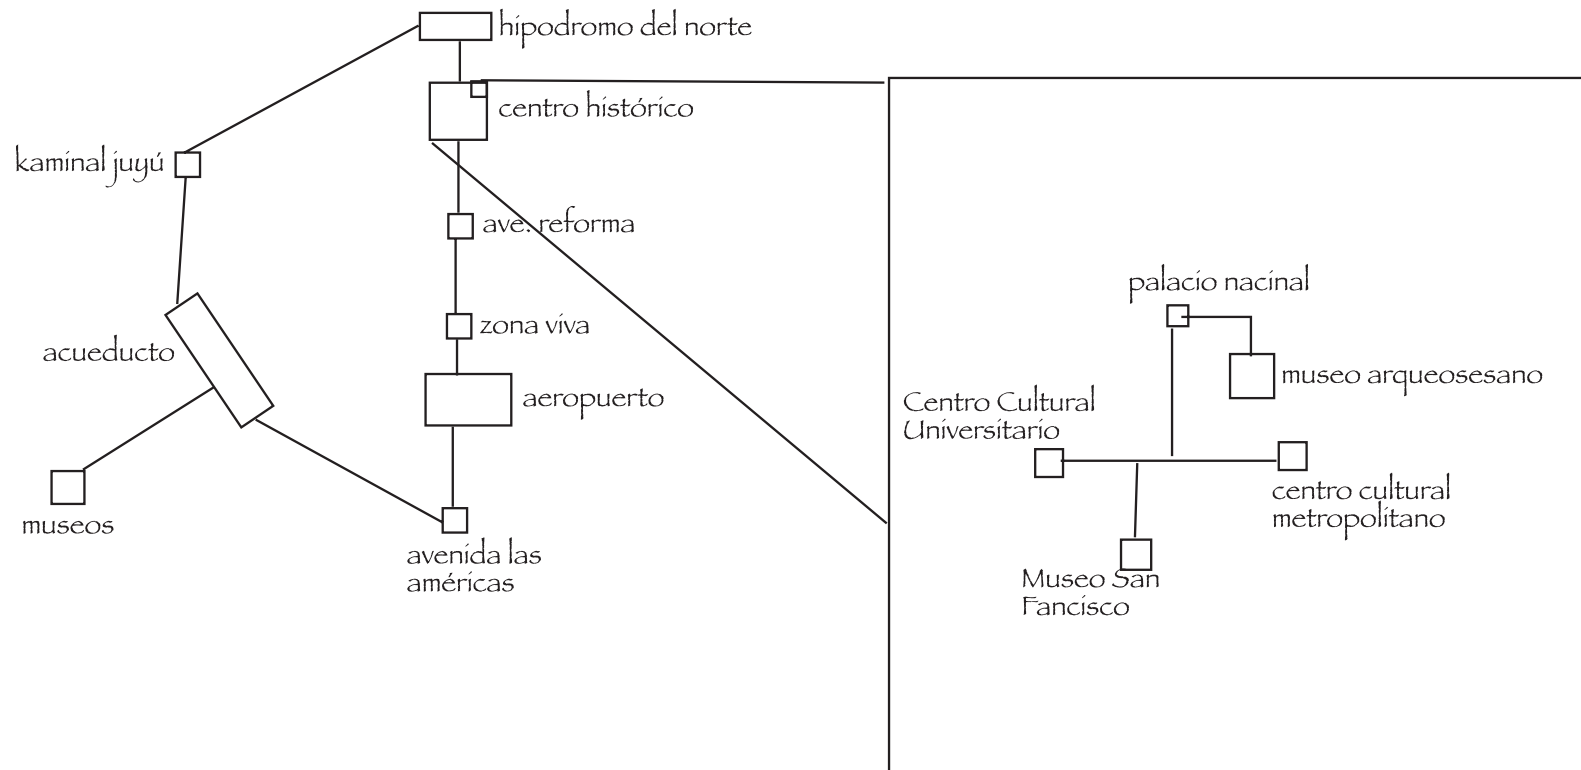 hipodromo del norte
centro histórico
kaminal juyú
ave. reforma
zona viva
acueducto
aeropuerto
museos
avenida las
américas
palacio nacinal
museo arqueosesano
Centro Cultural
Universitario
centro cultural
metropolitano
Museo San
Fancisco